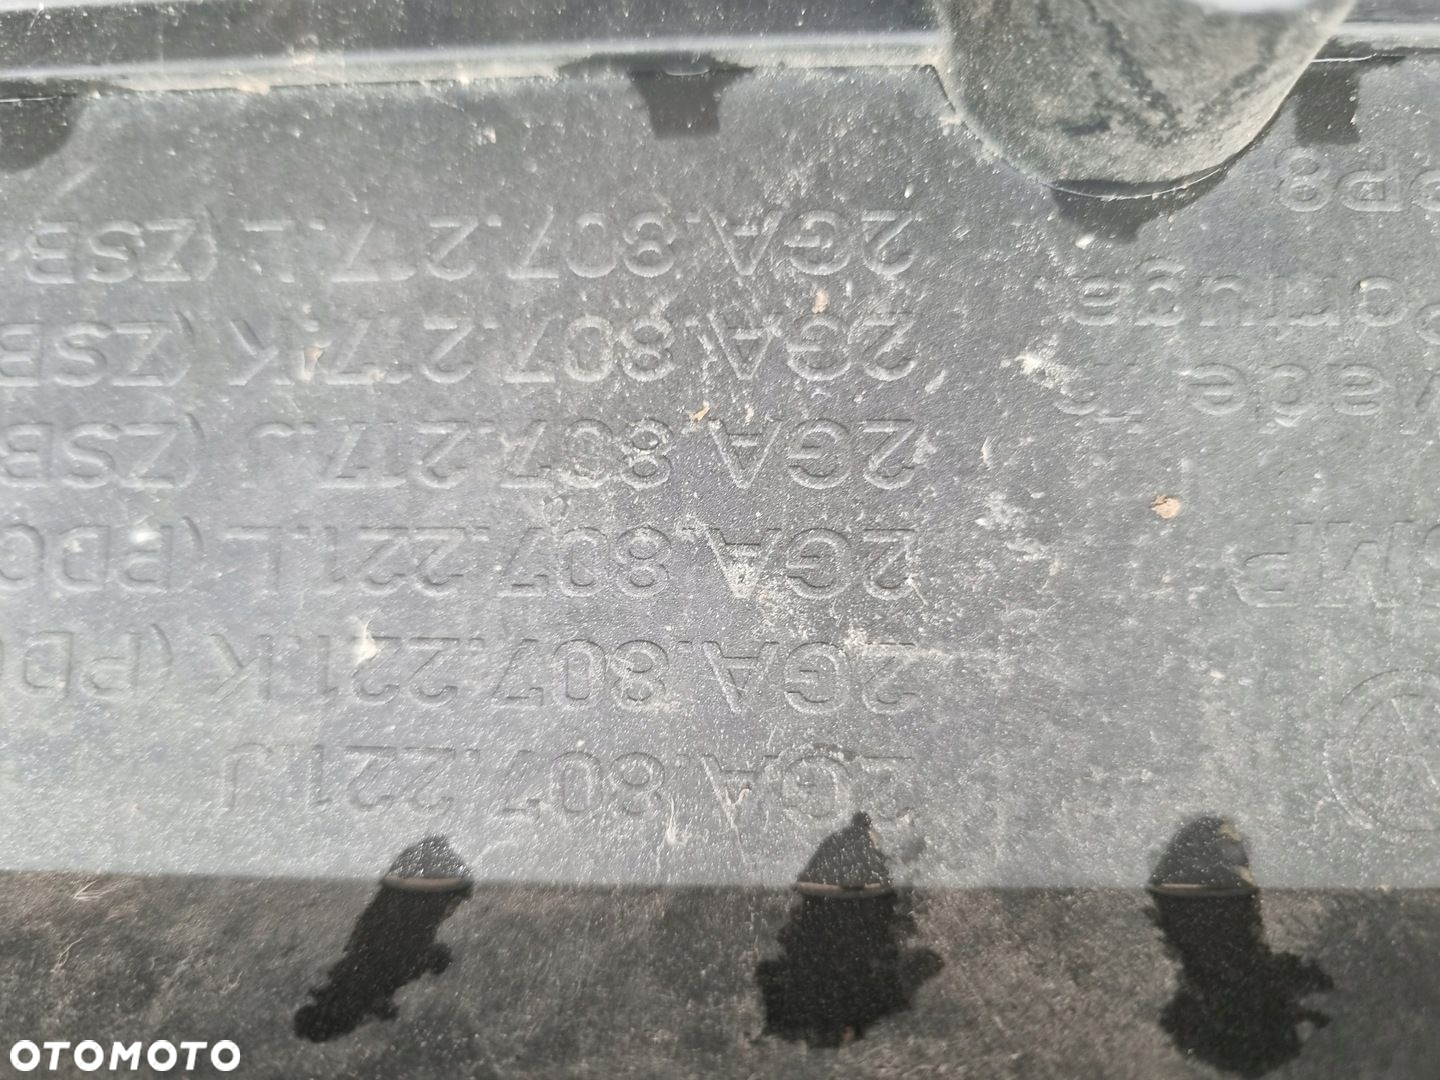 2GA.807.221.J
2GA.807.221.K (PDC
2GA.807.221.L (PDC
2GA.807.217.J (ZSB
2GA.807.217.K (ZSB
2GA.807.217.L (ZSB
OTOMOTO